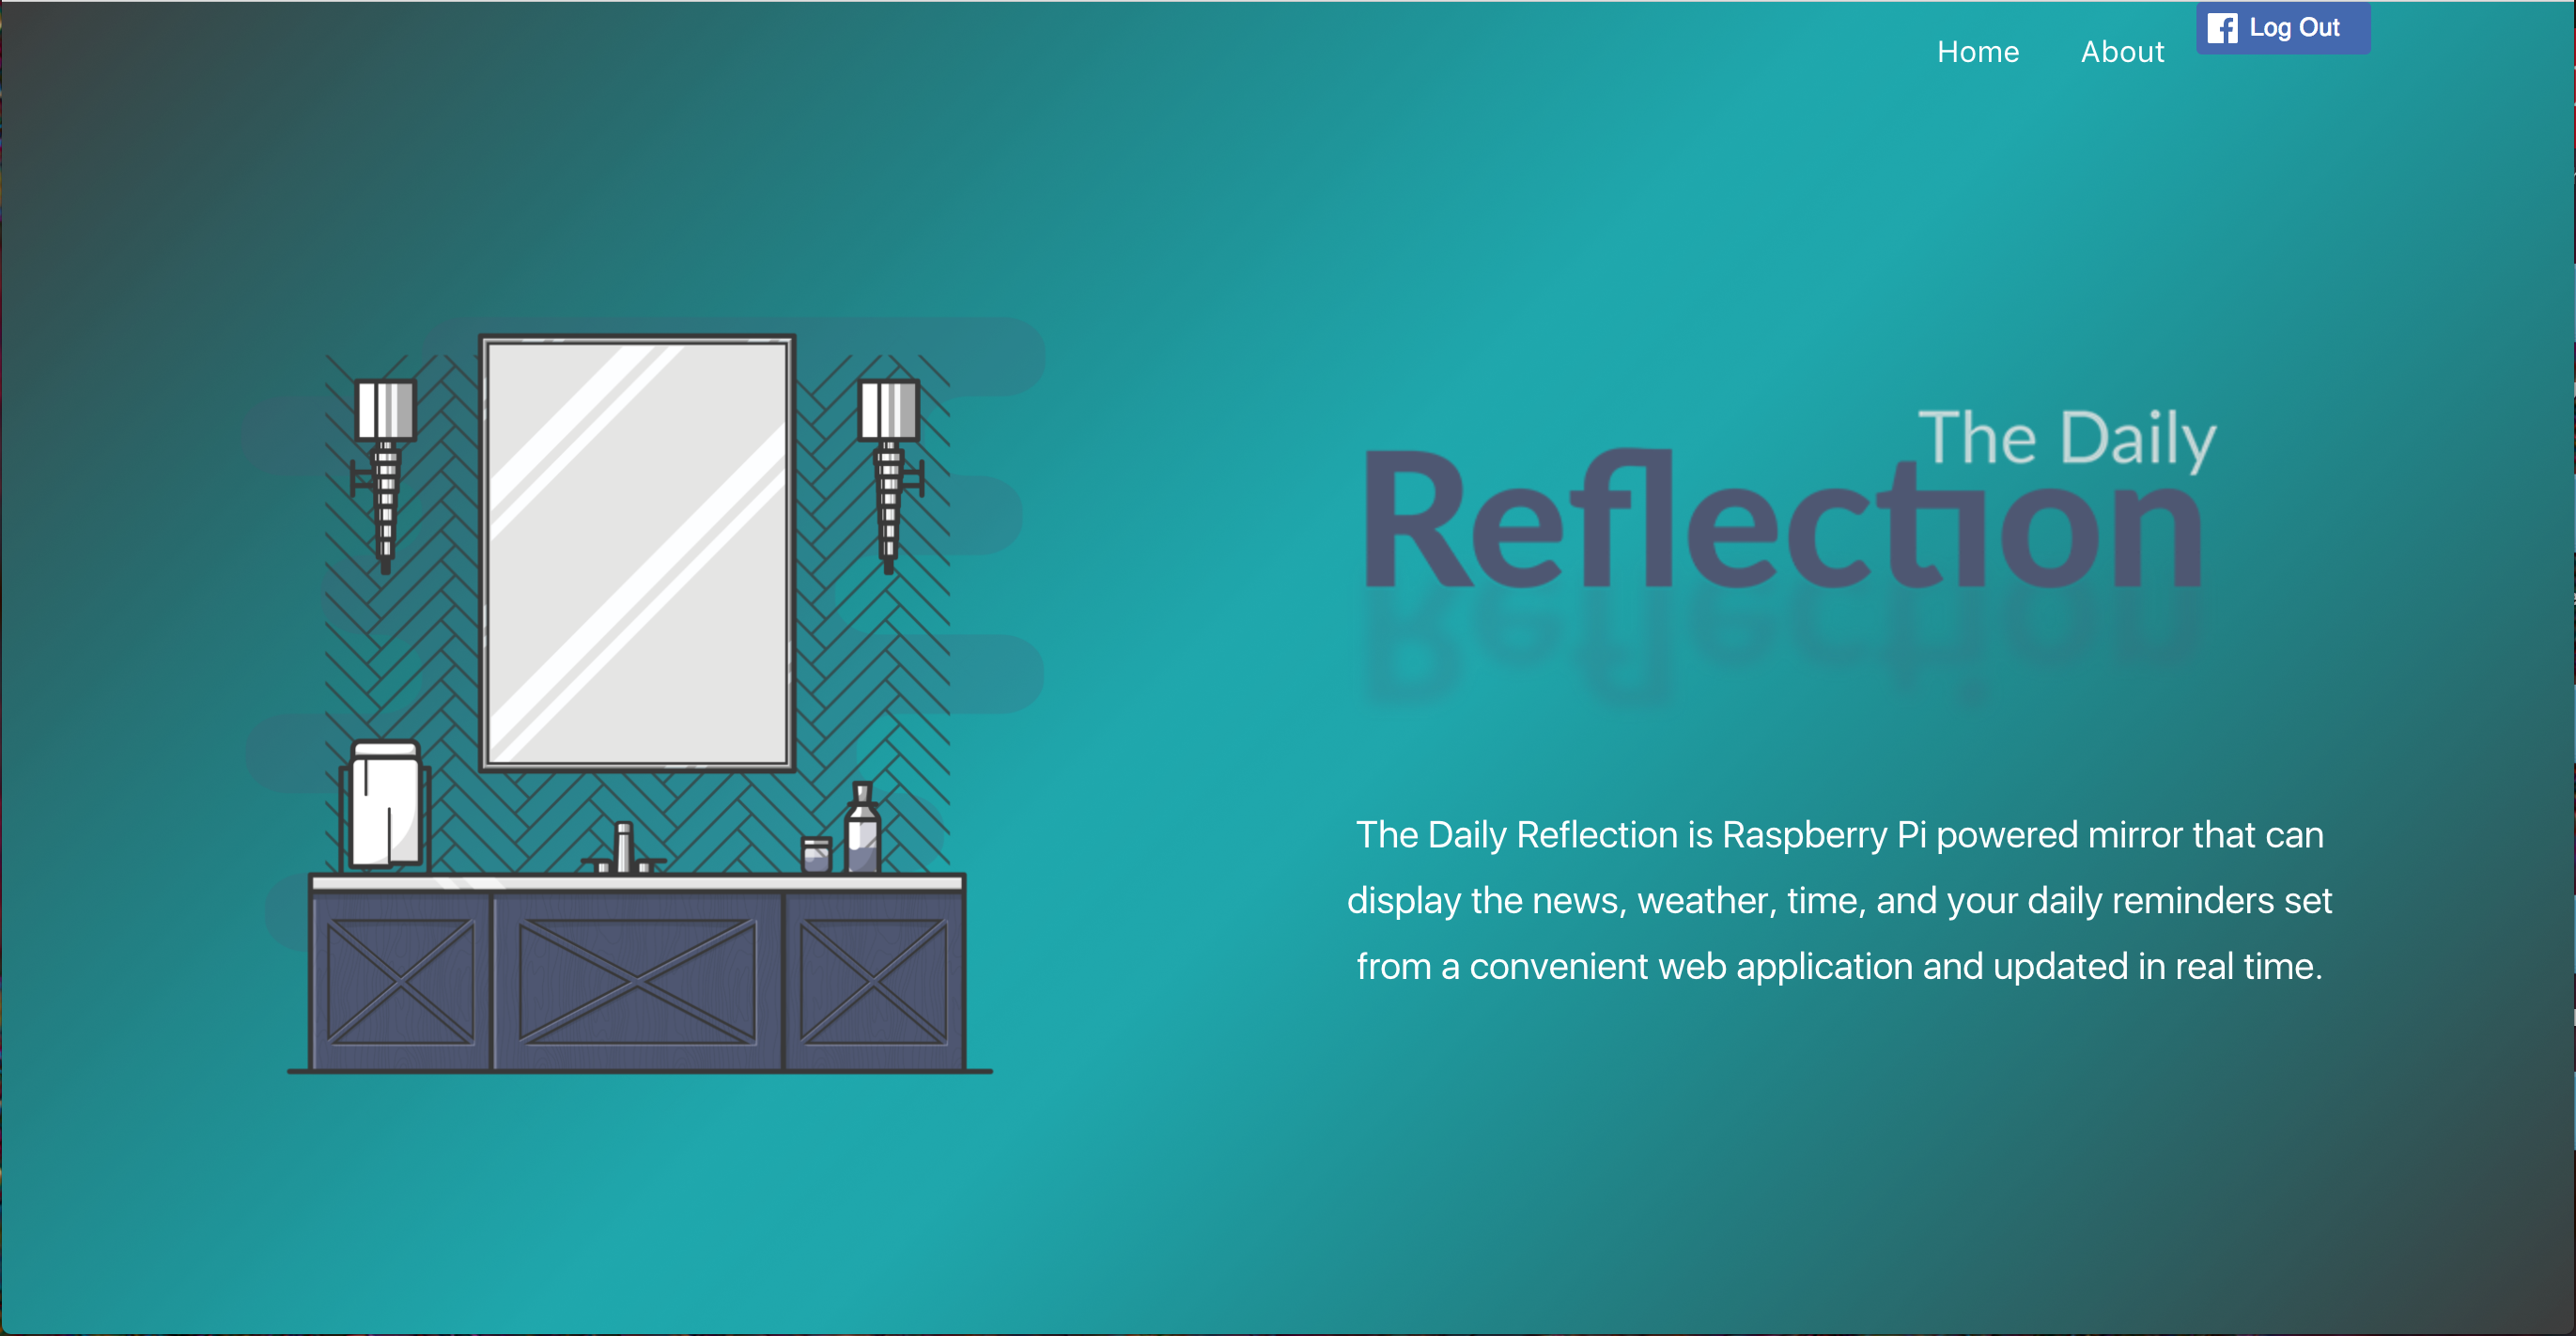 Home About Log Out
The Daily
Reflection
The Daily Reflection is Raspberry Pi powered mirror that can
display the news, weather, time, and your daily reminders set
from a convenient web application and updated in real time.